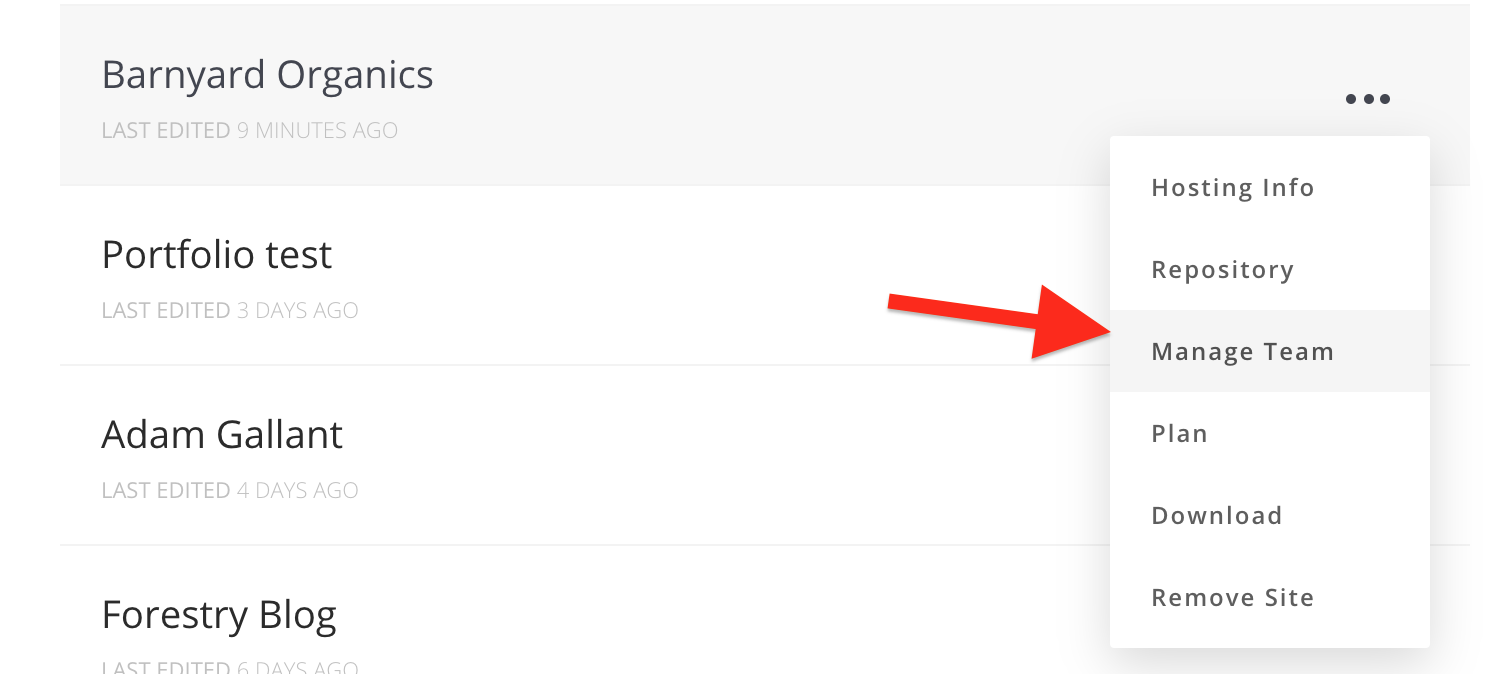 Barnyard Organics
LAST EDITED 9 MINUTES AGO
Hosting Info
Repository
Manage Team
Plan
Download
Remove Site
Portfolio test
LAST EDITED 3 DAYS AGO
Adam Gallant
LAST EDITED 4 DAYS AGO
Forestry Blog
LAST EDITED 6 DAYS AGO